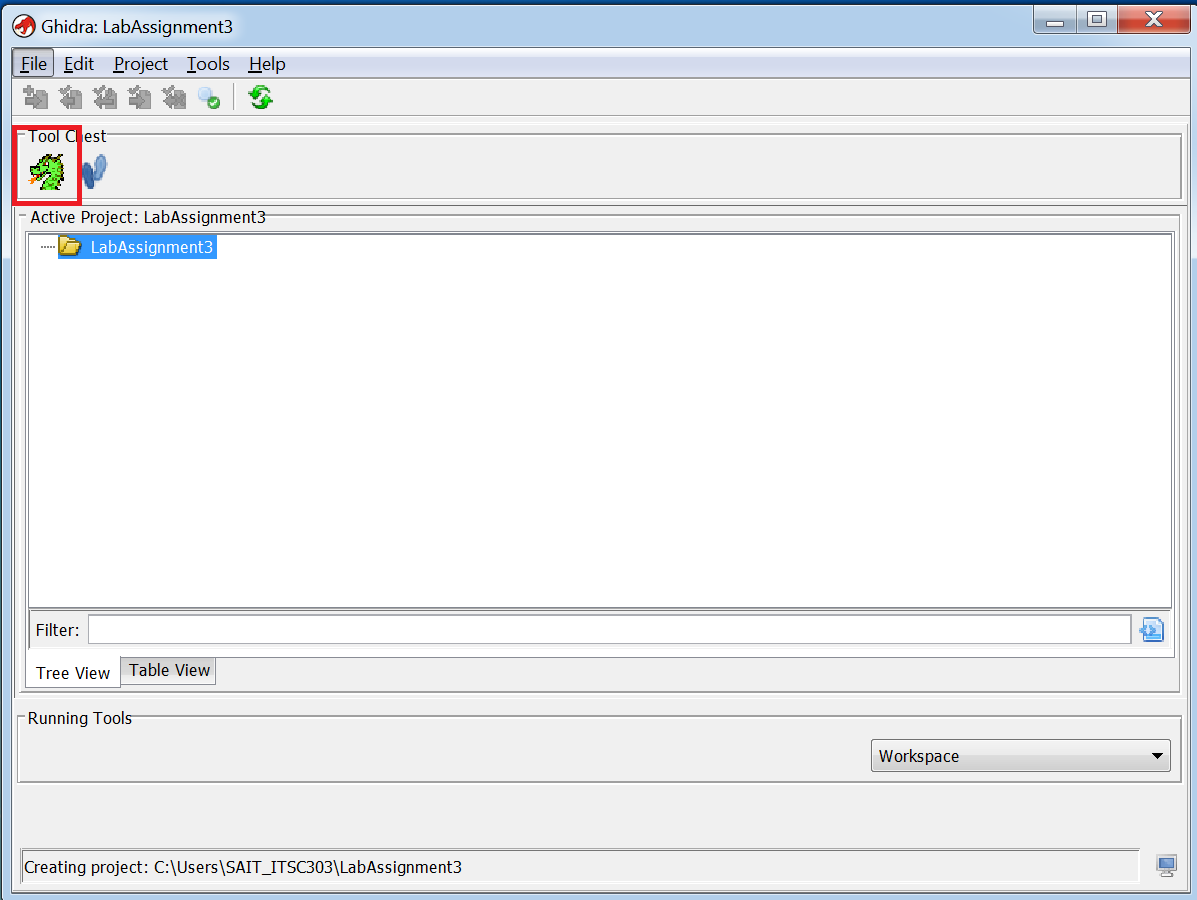 Ghidra: LabAssignment3
File Edit Project Tools Help
Tool Chest
Active Project: LabAssignment3
LabAssignment3
Filter:
Tree View Table View
Running Tools
Workspace
Creating project: C:\Users\SAIT_ITSC303\LabAssignment3